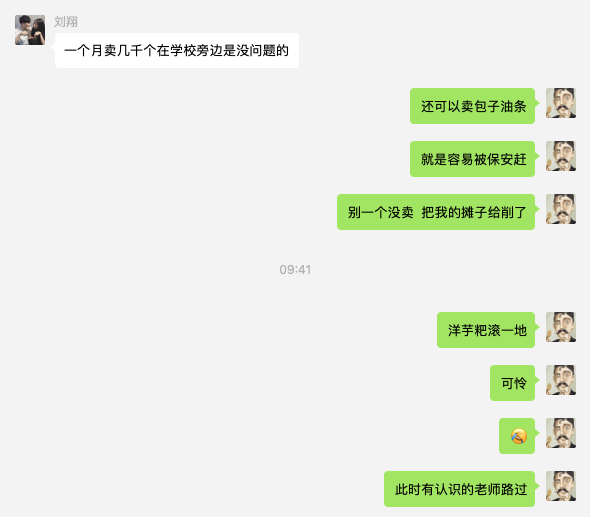 刘翔
一个月卖几千个在学校旁边是没问题的
还可以卖包子油条
就是容易被保安赶
别一个没卖 把我的摊子给削了
09:41
洋芋粑滚一地
可怜
此时有认识的老师路过